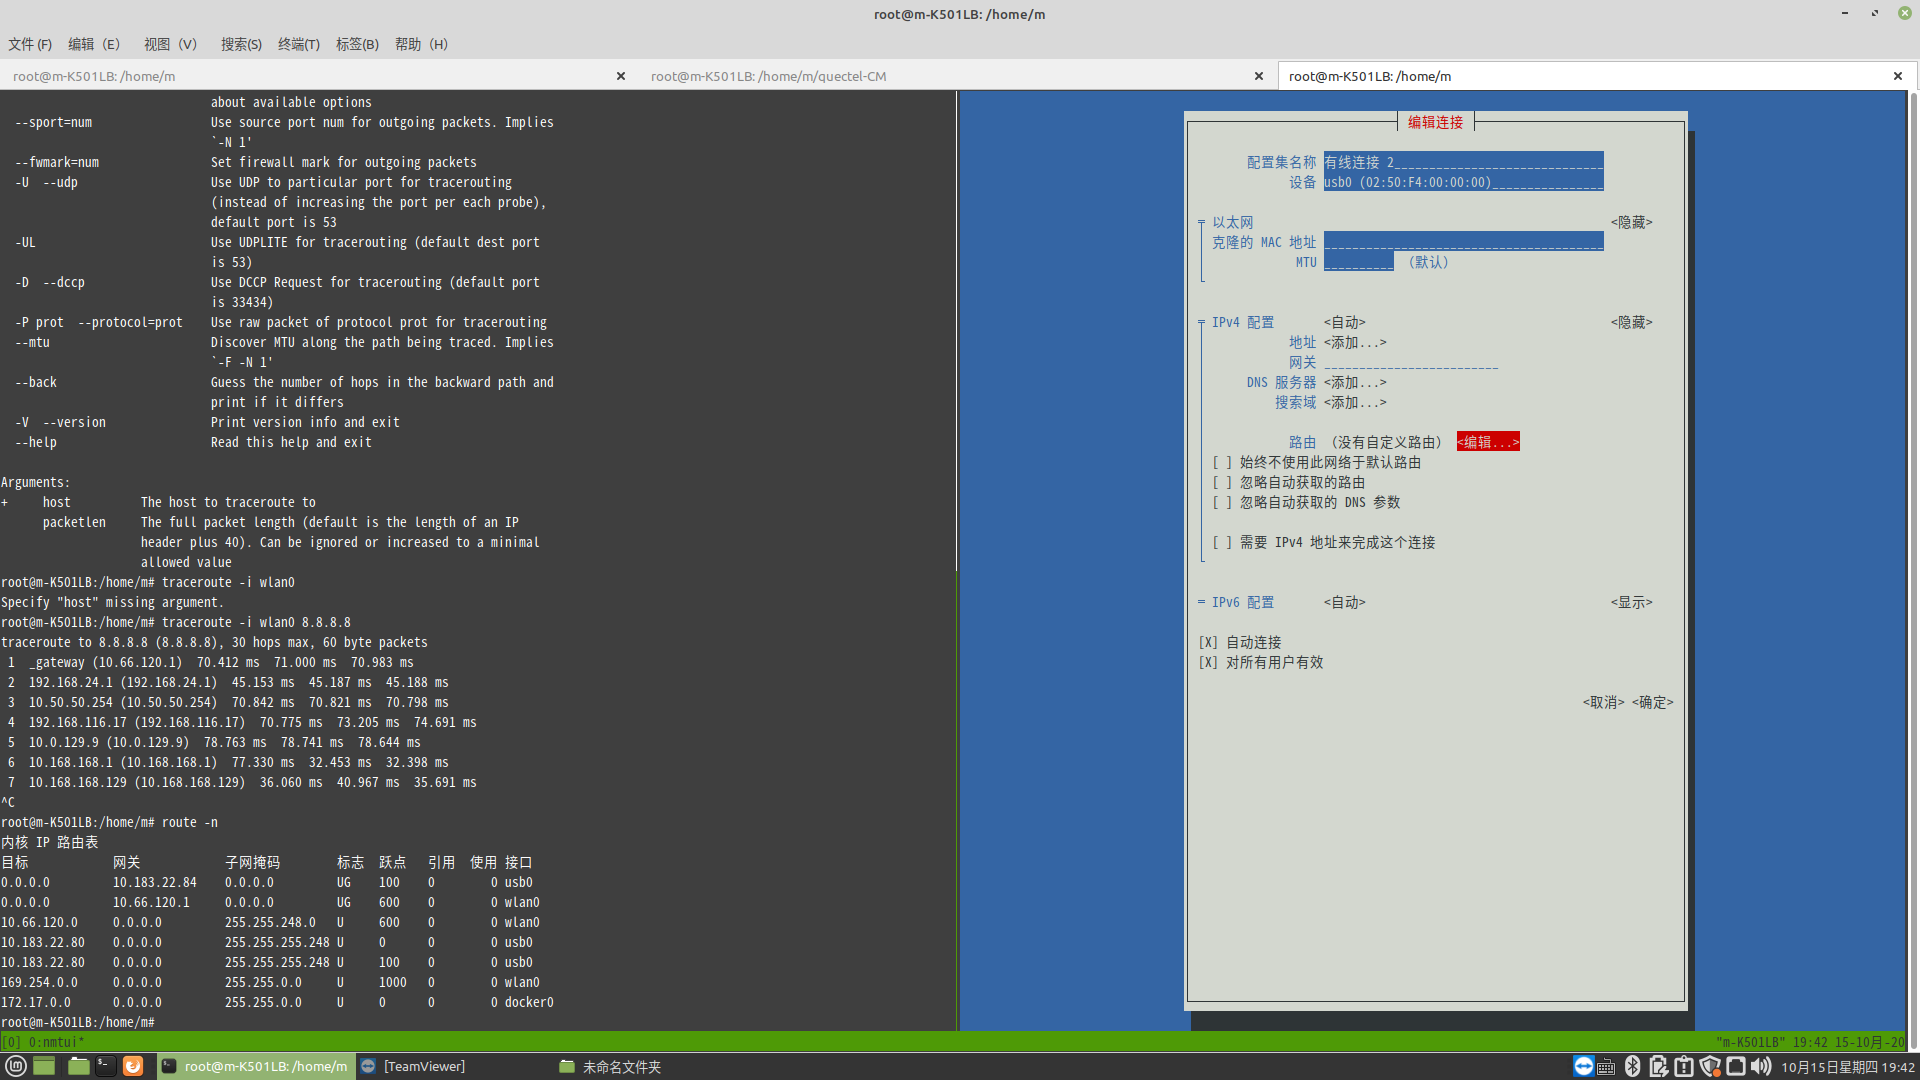 root@m-K501LB: /home/m
文件 (F) 编辑（E） 视图（V） 搜索(S) 终端(T) 标签(B) 帮助（H）
root@m-K501LB: /home/m
root@m-K501LB: /home/m/quectel-CM
root@m-K501LB: /home/m
about available options
--sport=num Use source port num for outgoing packets. Implies
`-N 1'
--fwmark=num Set firewall mark for outgoing packets
-U --udp Use UDP to particular port for tracerouting
(instead of increasing the port per each probe),
default port is 53
-UL Use UDPLITE for tracerouting (default dest port
is 53)
-D --dccp Use DCCP Request for tracerouting (default port
is 33434)
-P prot --protocol=prot Use raw packet of protocol prot for tracerouting
--mtu Discover MTU along the path being traced. Implies
`-F -N 1'
--back Guess the number of hops in the backward path and
print if it differs
-V --version Print version info and exit
--help Read this help and exit
Arguments:
+ host The host to traceroute to
packetlen The full packet length (default is the length of an IP
header plus 40). Can be ignored or increased to a minimal
allowed value
root@m-K501LB:/home/m# traceroute -i wlan0
Specify "host" missing argument.
root@m-K501LB:/home/m# traceroute -i wlan0 8.8.8.8
traceroute to 8.8.8.8 (8.8.8.8), 30 hops max, 60 byte packets
1 _gateway (10.66.120.1) 70.412 ms 71.000 ms 70.983 ms
2 192.168.24.1 (192.168.24.1) 45.153 ms 45.187 ms 45.188 ms
3 10.50.50.254 (10.50.50.254) 70.842 ms 70.821 ms 70.798 ms
4 192.168.116.17 (192.168.116.17) 70.775 ms 73.205 ms 74.691 ms
5 10.0.129.9 (10.0.129.9) 78.763 ms 78.741 ms 78.644 ms
6 10.168.168.1 (10.168.168.1) 77.330 ms 32.453 ms 32.398 ms
7 10.168.168.129 (10.168.168.129) 36.060 ms 40.967 ms 35.691 ms
^C
root@m-K501LB:/home/m# route -n
内核 IP 路由表
目标 网关 子网掩码 标志 跃点 引用 使用 接口
0.0.0.0 10.183.22.84 0.0.0.0 UG 100 0 0 usb0
0.0.0.0 10.66.120.1 0.0.0.0 UG 600 0 0 wlan0
10.66.120.0 0.0.0.0 255.255.248.0 U 600 0 0 wlan0
10.183.22.80 0.0.0.0 255.255.255.248 U 0 0 0 usb0
10.183.22.80 0.0.0.0 255.255.255.248 U 100 0 0 usb0
169.254.0.0 0.0.0.0 255.255.0.0 U 1000 0 0 wlan0
172.17.0.0 0.0.0.0 255.255.0.0 U 0 0 0 docker0
root@m-K501LB:/home/m#
编辑连接
配置集名称 有线连接 2
设备 usb0 (02:50:F4:00:00:00)
以太网 <隐藏>
克隆的 MAC 地址
MTU （默认）
IPv4 配置 <自动> <隐藏>
地址 <添加...>
网关
DNS 服务器 <添加...>
搜索域 <添加...>
路由 （没有自定义路由） <编辑...>
[ ] 始终不使用此网络于默认路由
[ ] 忽略自动获取的路由
[ ] 忽略自动获取的 DNS 参数
[ ] 需要 IPv4 地址来完成这个连接
IPv6 配置 <自动> <显示>
[X] 自动连接
[X] 对所有用户有效
<取消> <确定>
[0] 0:nmtui* "m-K501LB" 19:42 15-10月-20
root@m-K501LB: /home/m
[TeamViewer]
未命名文件夹
10月15日星期四 19:42